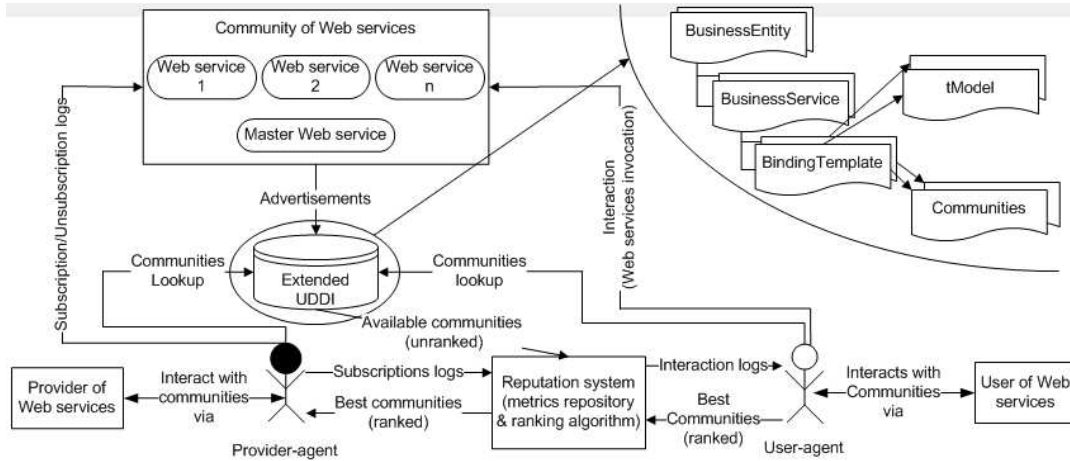 Community of Web services
Web service
1
Web service
2
Web service
n
Master Web service
BusinessEntity
BusinessService
tModel
BindingTemplate
Communities
Subscription/Unsubscription logs
Advertisements
Interaction
(Web services invocation)
Communities
Lookup
Extended
UDDI
Communities
lookup
Available communities
(unranked)
Provider of
Web services
Interact with
communities
via
Subscriptions logs
Best communities
(ranked)
Reputation system
(metrics repository
& ranking algorithm)
Interaction logs
Best
Communities
(ranked)
Interacts with
Communities
via
User of Web
services
Provider-agent
User-agent